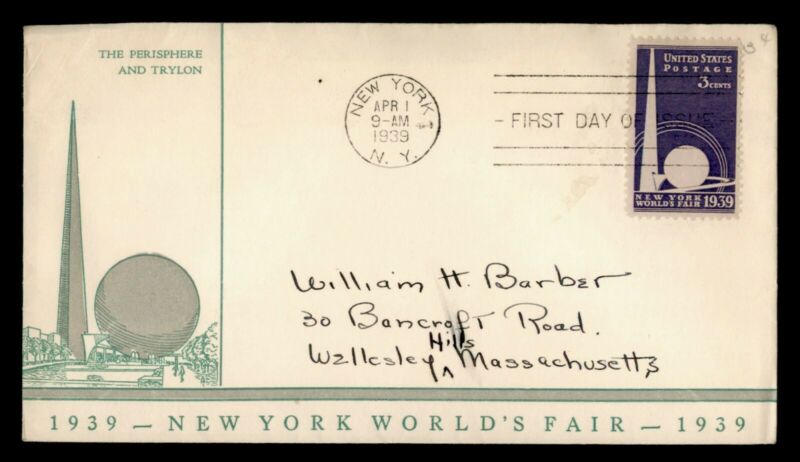 THE PERISPHERE
AND TRYLON
NEW YORK
APR 1
9-AM
1939
N. Y.
- FIRST DAY OF ISSUE -
UNITED STATES
POSTAGE
3 CENTS
NEW YORK
WORLD'S FAIR 1939
William H. Barber
30 Bancroft Road.
Hills
Wellesley ^ Massachusetts
1939 — NEW YORK WORLD'S FAIR — 1939